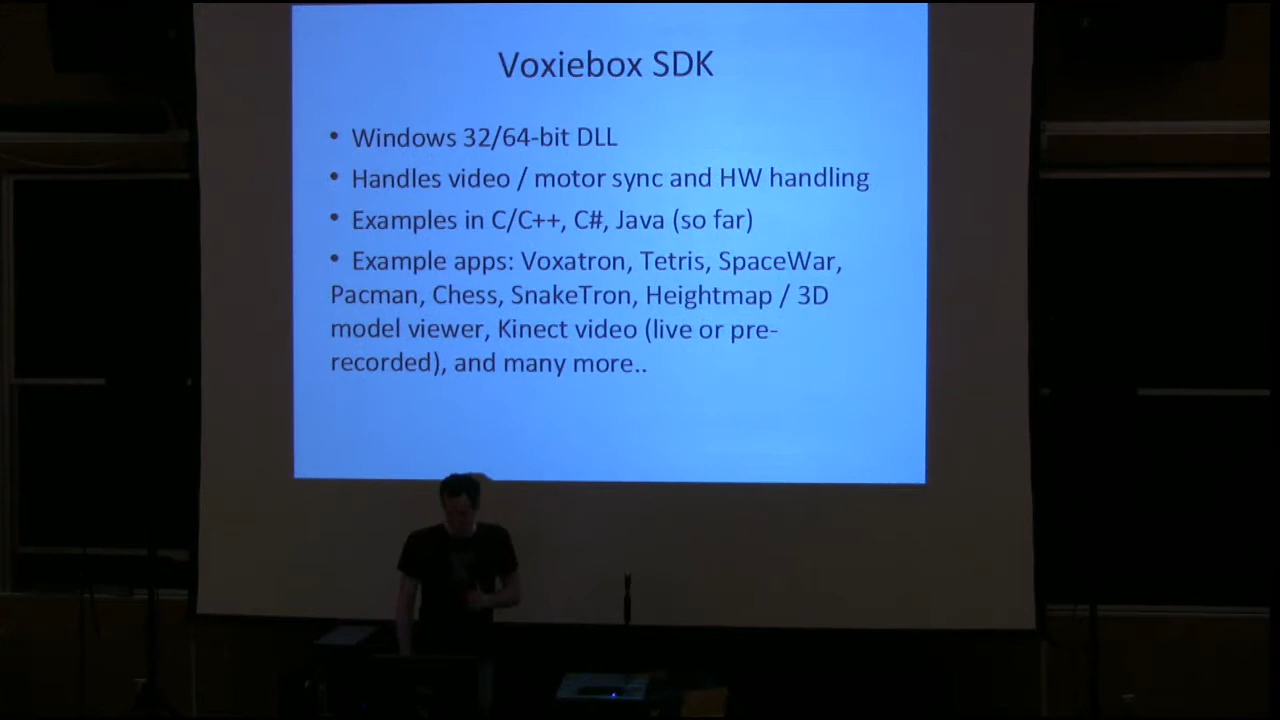 Voxiebox SDK
• Windows 32/64-bit DLL
• Handles video / motor sync and HW handling
• Examples in C/C++, C#, Java (so far)
• Example apps: Voxatron, Tetris, SpaceWar,
Pacman, Chess, SnakeTron, Heightmap / 3D
model viewer, Kinect video (live or pre-
recorded), and many more..